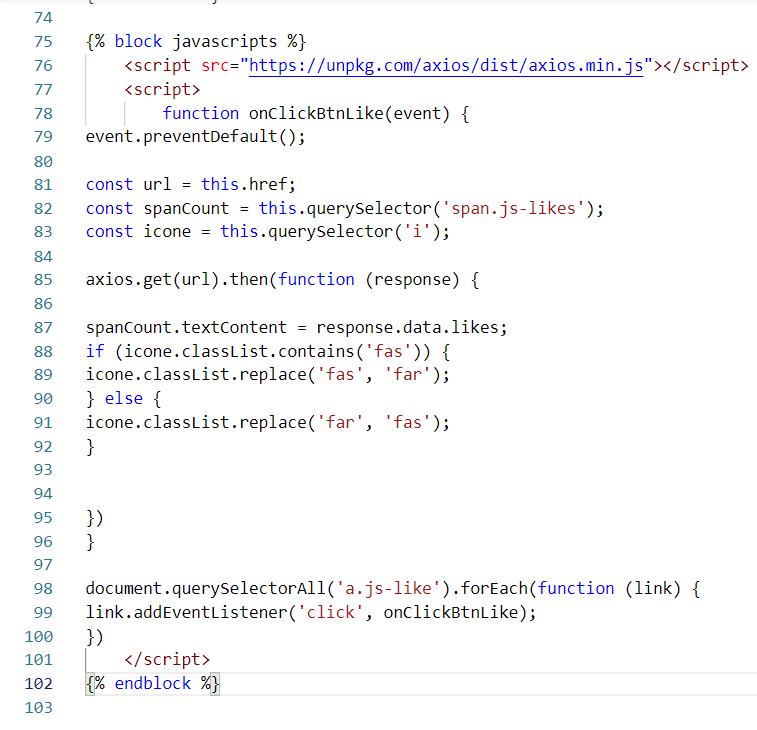 74
75 {% block javascripts %}
76 <script src="https://unpkg.com/axios/dist/axios.min.js"></script>
77 <script>
78 function onClickBtnLike(event) {
79 event.preventDefault();
80
81 const url = this.href;
82 const spanCount = this.querySelector('span.js-likes');
83 const icone = this.querySelector('i');
84
85 axios.get(url).then(function (response) {
86
87 spanCount.textContent = response.data.likes;
88 if (icone.classList.contains('fas')) {
89 icone.classList.replace('fas', 'far');
90 } else {
91 icone.classList.replace('far', 'fas');
92 }
93
94
95 })
96 }
97
98 document.querySelectorAll('a.js-like').forEach(function (link) {
99 link.addEventListener('click', onClickBtnLike);
100 })
101 </script>
102 {% endblock %}
103